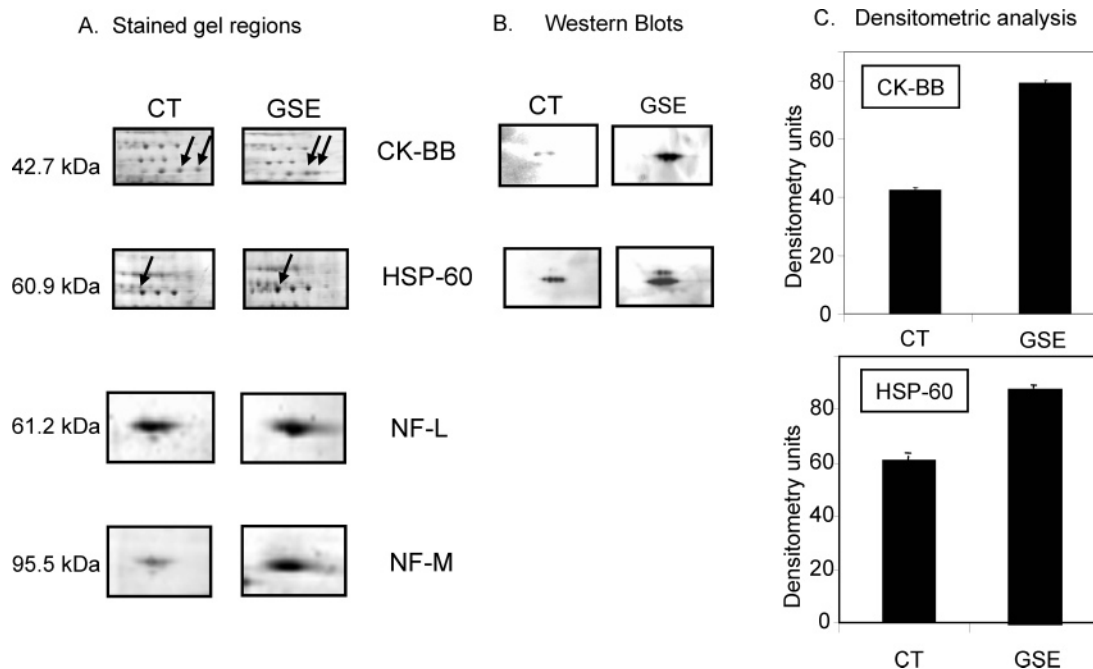 A. Stained gel regions
CT GSE
42.7 kDa
60.9 kDa
61.2 kDa
95.5 kDa
B. Western Blots
CT GSE
CK-BB
HSP-60
NF-L
NF-M
C. Densitometric analysis
CK-BB
Densitometry units
80
60
40
20
0
CT GSE
HSP-60
Densitometry units
80
60
40
20
0
CT GSE